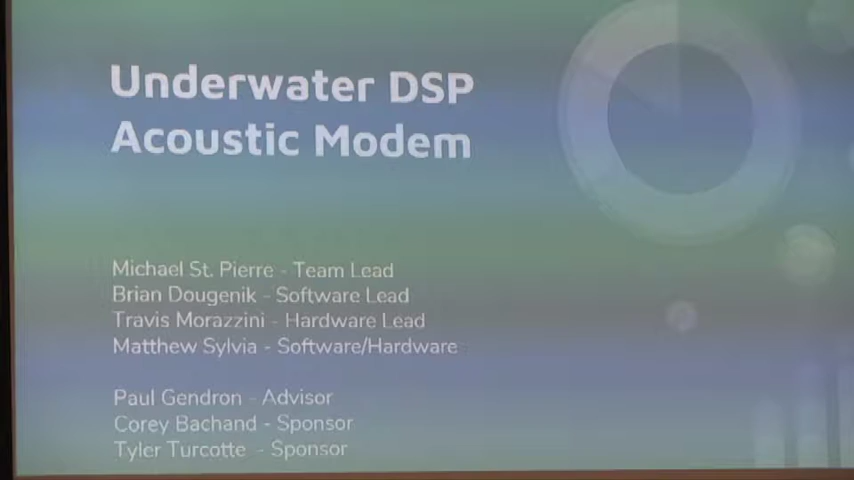 Underwater DSP
Acoustic Modem
Michael St. Pierre - Team Lead
Brian Dougenik - Software Lead
Travis Morazzini - Hardware Lead
Matthew Sylvia - Software/Hardware
Paul Gendron - Advisor
Corey Bachand - Sponsor
Tyler Turcotte - Sponsor